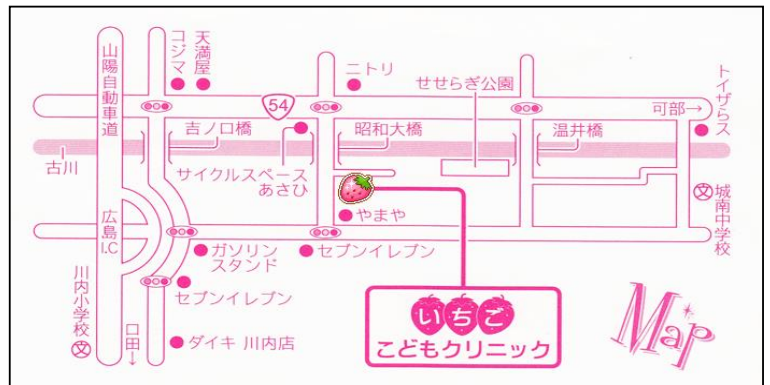 山陽自動車道
コジマ
天満屋
ニトリ
せせらぎ公園
トイザらス
54
可部→
吉ノ口橋
昭和大橋
温井橋
古川
サイクルスペース
あさひ
やまや
城南中学校
文
広島
I.C
ガソリン
スタンド
セブンイレブン
川内小学校
文
セブンイレブン
口田→
ダイキ 川内店
いちご
こどもクリニック
Map